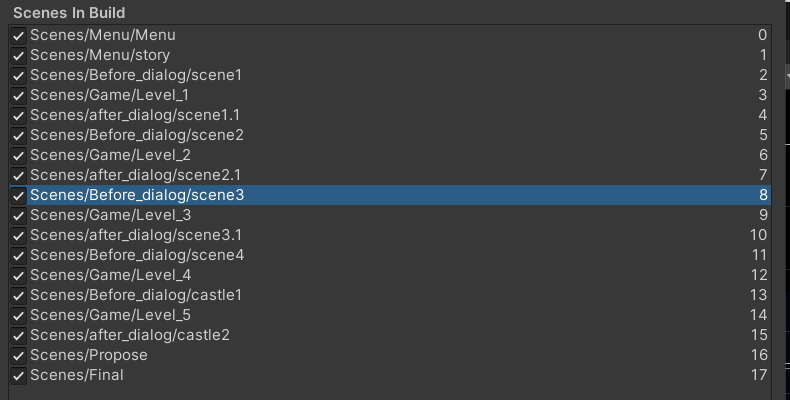 Scenes In Build
Scenes/Menu/Menu 0
Scenes/Menu/story 1
Scenes/Before_dialog/scene1 2
Scenes/Game/Level_1 3
Scenes/after_dialog/scene1.1 4
Scenes/Before_dialog/scene2 5
Scenes/Game/Level_2 6
Scenes/after_dialog/scene2.1 7
Scenes/Before_dialog/scene3 8
Scenes/Game/Level_3 9
Scenes/after_dialog/scene3.1 10
Scenes/Before_dialog/scene4 11
Scenes/Game/Level_4 12
Scenes/Before_dialog/castle1 13
Scenes/Game/Level_5 14
Scenes/after_dialog/castle2 15
Scenes/Propose 16
Scenes/Final 17